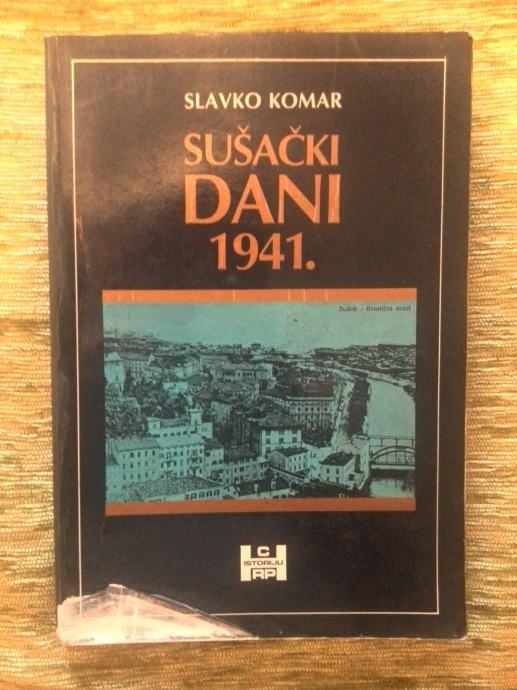 SLAVKO KOMAR
SUŠAČKI
DANI
1941.
Sušak - Granični most
C
ISTORIJU
RP